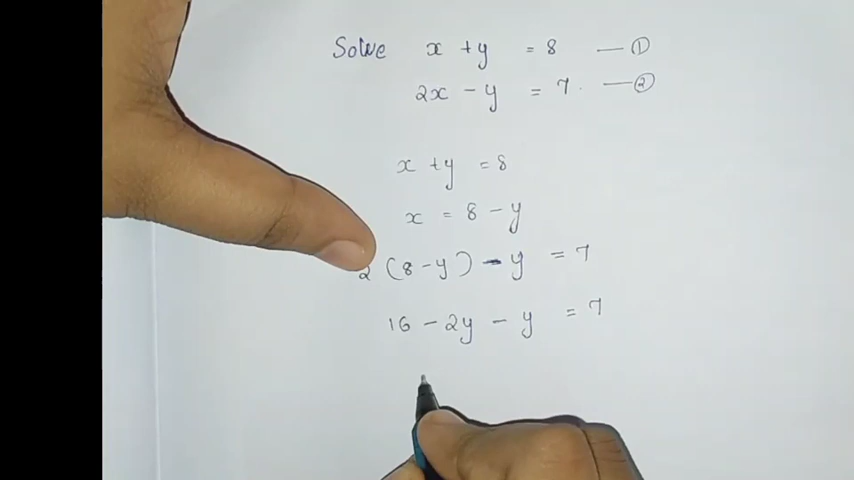 Solve x + y = 8 — ①
2x - y = 7. — ②
x + y = 8
x = 8 - y
2 (8 - y) - y = 7
16 - 2y - y = 7